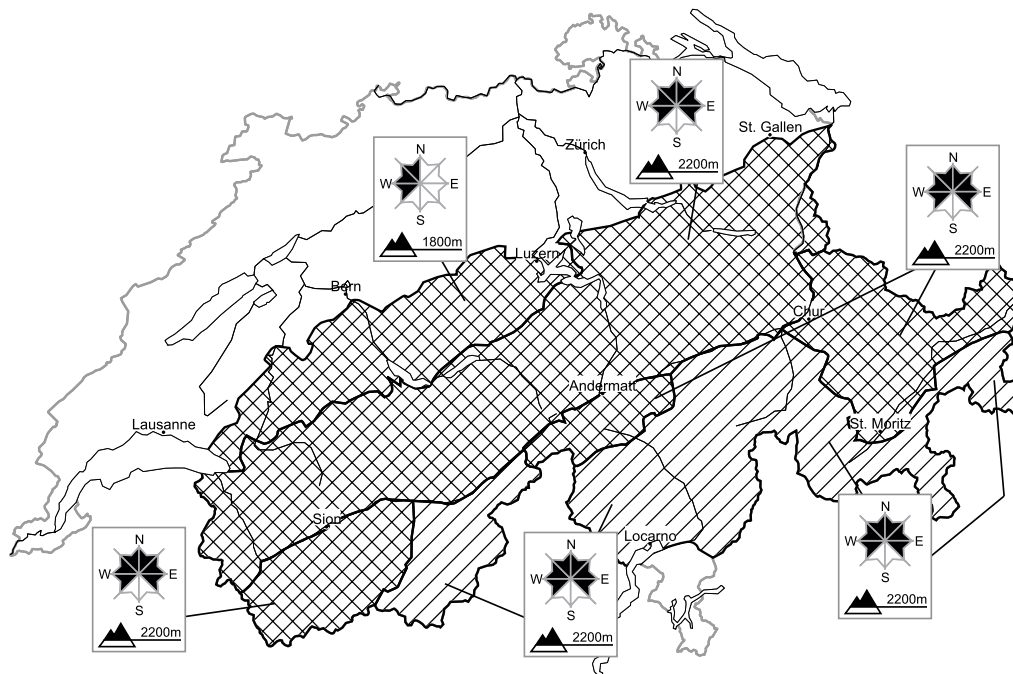 N
W E
S
2200m
St. Gallen
Zürich
N
W E
S
1800m
N
W E
S
2200m
Luzern
Bern
Chur
Andermatt
Lausanne
St. Moritz
Sion
Locarno
N
W E
S
2200m
N
W E
S
2200m
N
W E
S
2200m